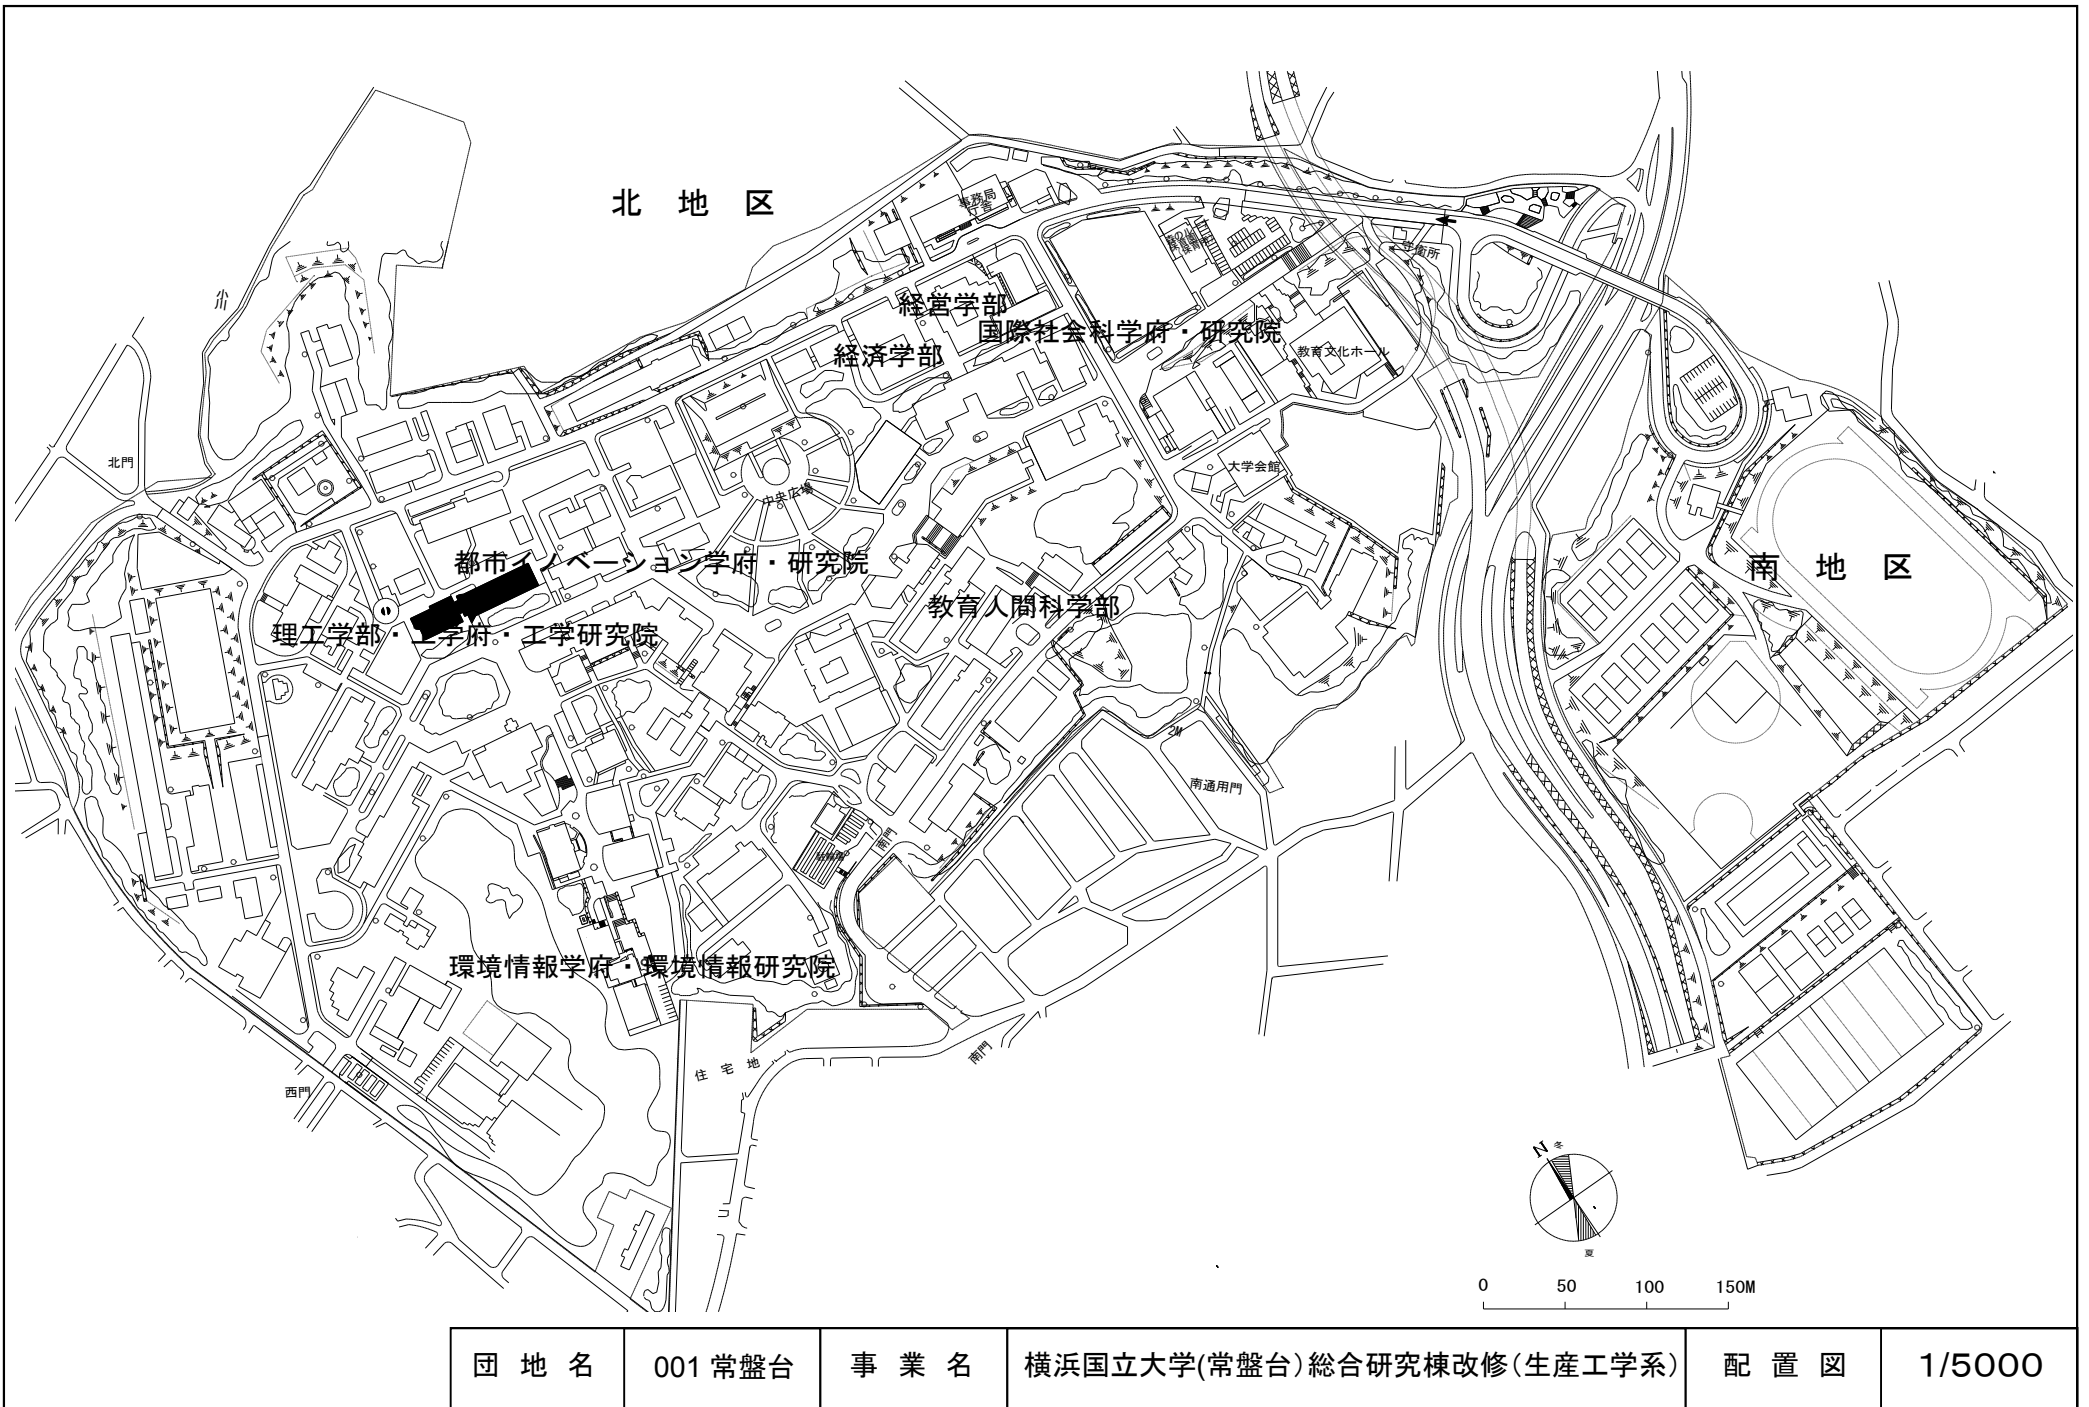 北地区
事務局
庁舎
小川
守衛所
経営学部
国際社会科学府・研究院
経済学部
教育文化ホール
北門
大学会館
中央広場
都市イノベーション学府・研究院
南地区
教育人間科学部
理工学部・工学府・工学研究院
2M
南通用門
南門
環境情報学府・環境情報研究院
南門
住宅地
西門
N
冬
夏
0 50 100 150M
団地名 001 常盤台 事業名 横浜国立大学(常盤台)総合研究棟改修(生産工学系) 配置図 1/5000